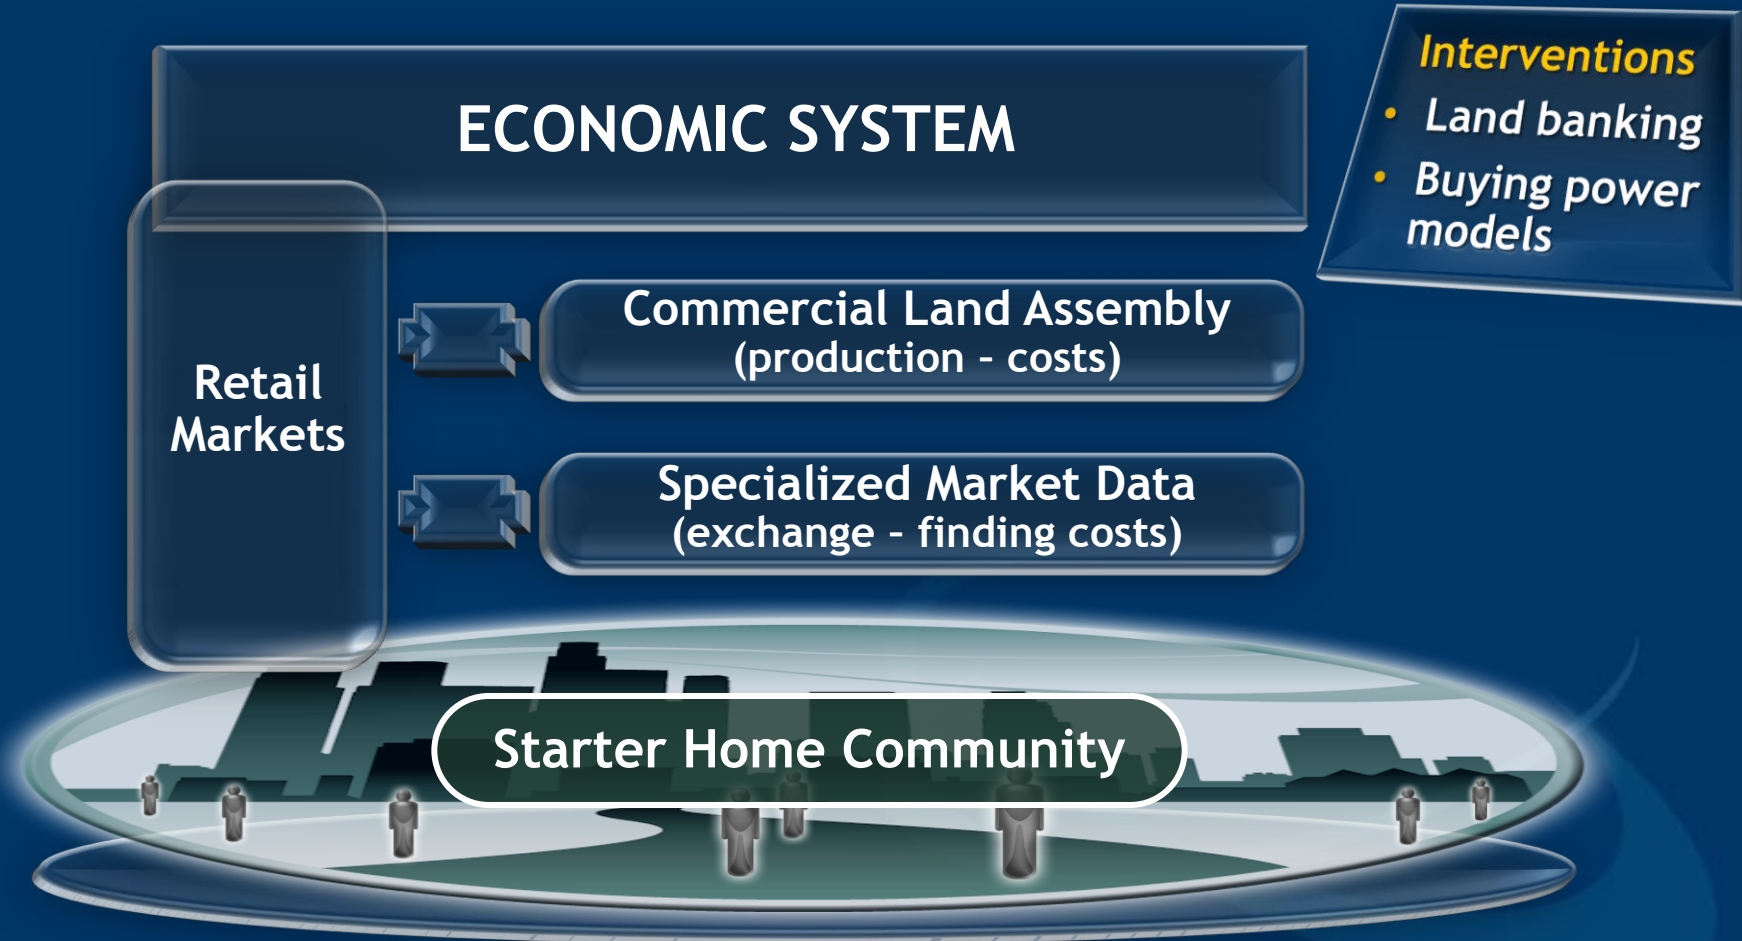 ECONOMIC SYSTEM
Interventions
• Land banking
• Buying power
models
Retail
Markets
Commercial Land Assembly
(production – costs)
Specialized Market Data
(exchange – finding costs)
Starter Home Community